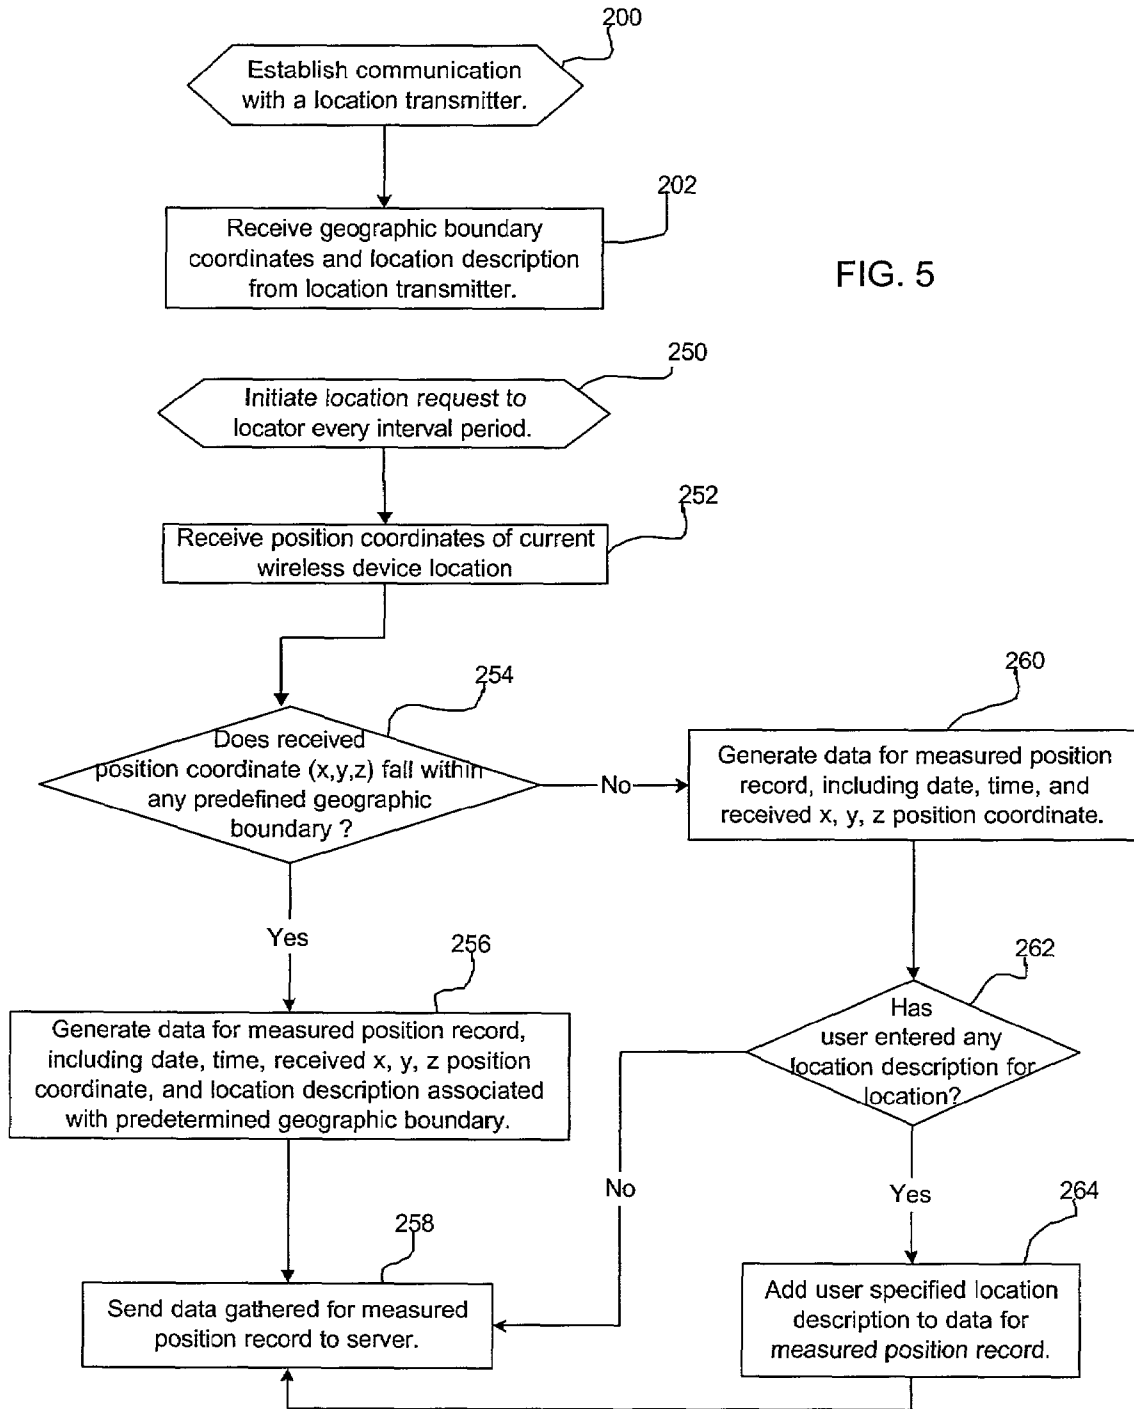 200
Establish communication
with a location transmitter.
202
Receive geographic boundary
coordinates and location description
from location transmitter.
FIG. 5
250
Initiate location request to
locator every interval period.
252
Receive position coordinates of current
wireless device location
254
Does received
position coordinate (x,y,z) fall within
any predefined geographic
boundary ?
No
260
Generate data for measured position
record, including date, time, and
received x, y, z position coordinate.
Yes
256
Generate data for measured position record,
including date, time, received x, y, z position
coordinate, and location description associated
with predetermined geographic boundary.
262
Has
user entered any
location description for
location?
No
Yes
258
Send data gathered for measured
position record to server.
264
Add user specified location
description to data for
measured position record.